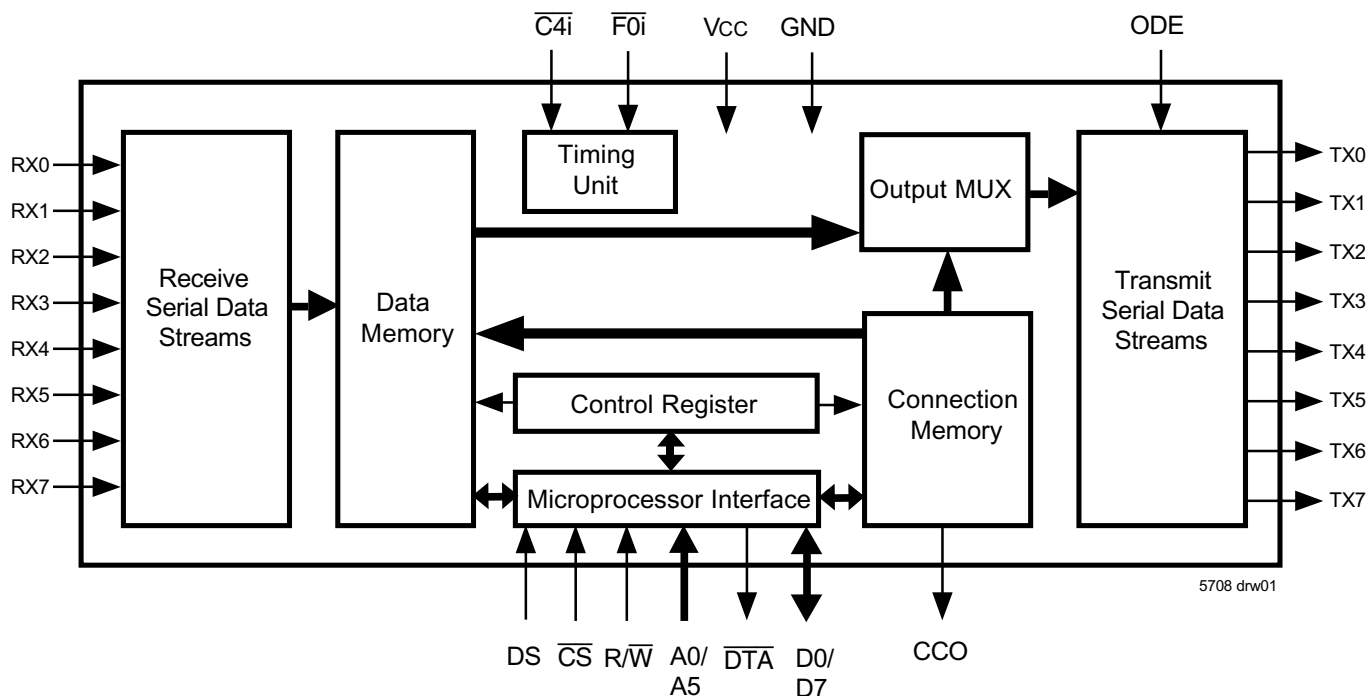 C4i F0i VCC GND ODE
RX0
RX1
RX2
RX3
RX4
RX5
RX6
RX7
Receive
Serial Data
Streams
Data
Memory
Timing
Unit
Output MUX
Control Register
Microprocessor Interface
Connection
Memory
Transmit
Serial Data
Streams
TX0
TX1
TX2
TX3
TX4
TX5
TX6
TX7
5708 drw01
DS CS R/W A0/
A5 DTA D0/
D7 CCO